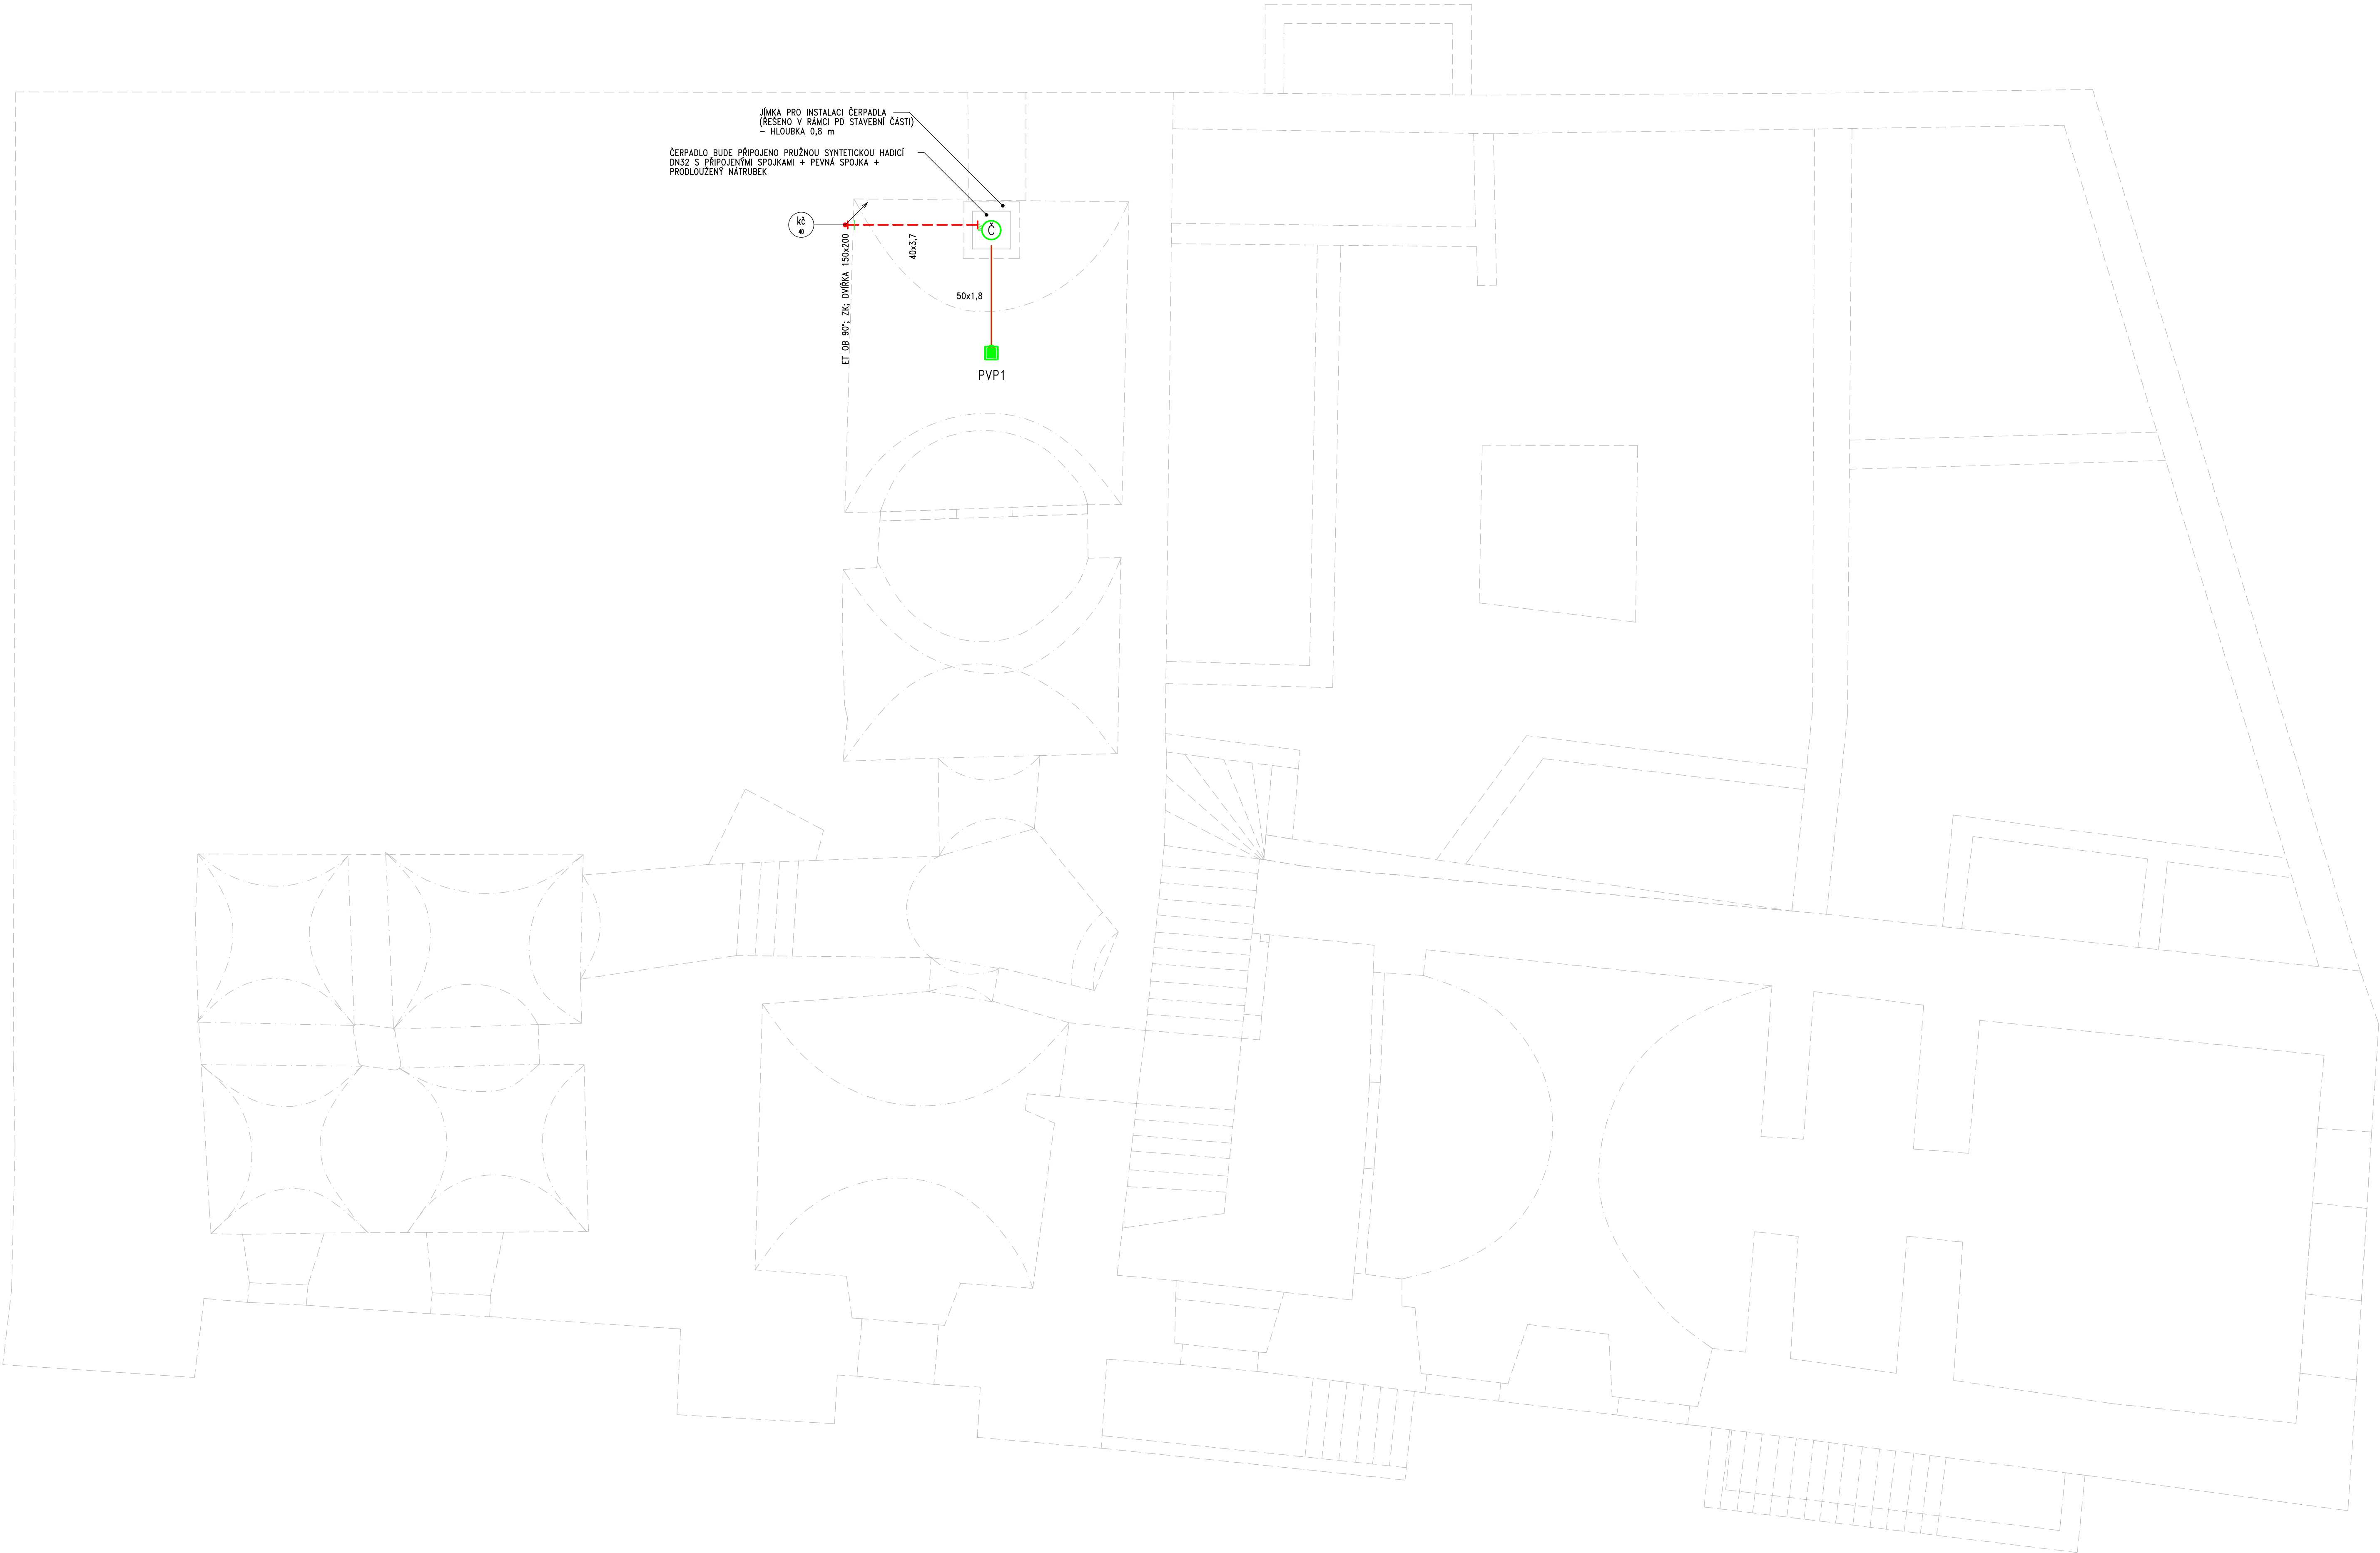 JÍMKA PRO INSTALACI ČERPADLA
(ŘEŠENO V RÁMCI PD STAVEBNÍ ČÁSTI)
- HLOUBKA 0,8 m
ČERPADLO BUDE PŘIPOJENO PRUŽNOU SYNTETICKOU HADICÍ
DN32 S PŘIPOJENÝMI SPOJKAMI + PEVNÁ SPOJKA +
PRODLOUŽENÝ NÁTRUBEK
kč
40
Č
ET OB 90°; ZK; DVÍŘKA 150x200
40x3,7
50x1,8
PVP1